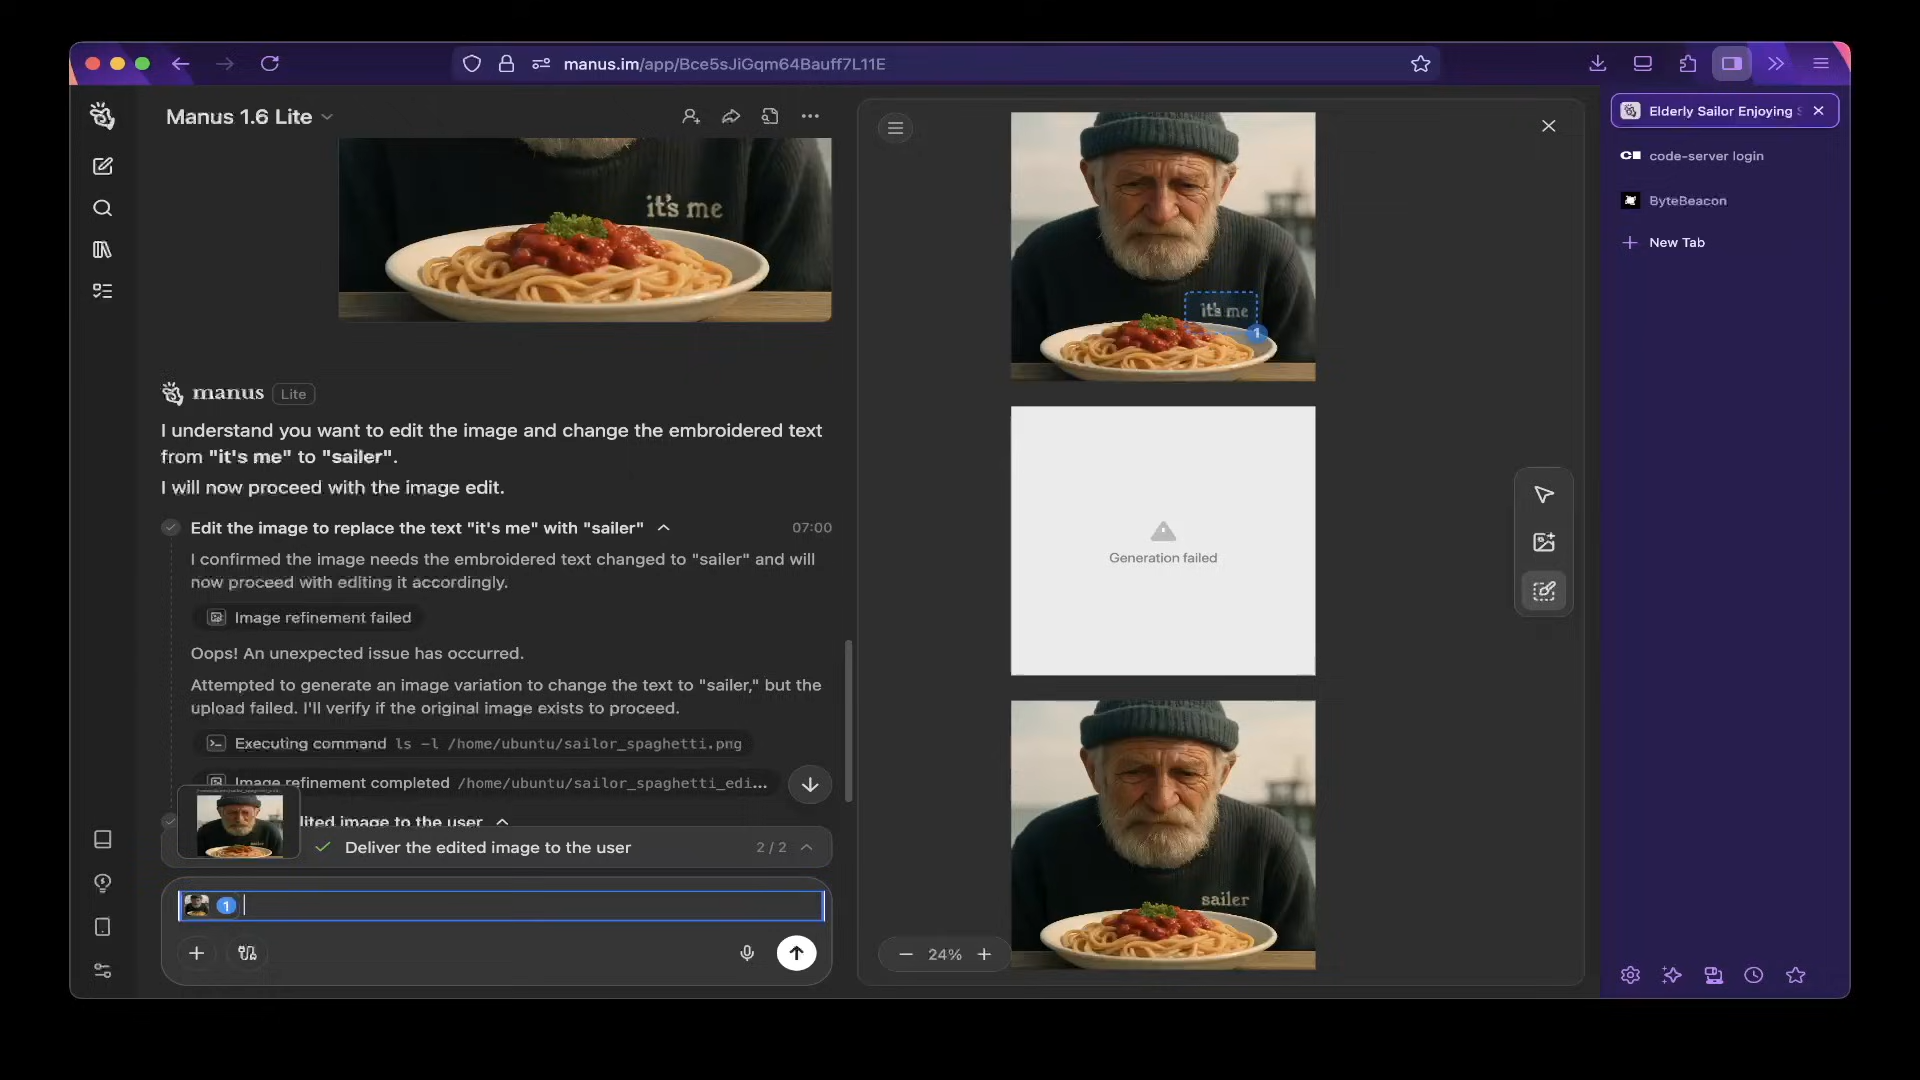 manus.im/app/Bce5sJiGqm64Bauff7L11E
Manus 1.6 Lite
it's me
manus Lite
I understand you want to edit the image and change the embroidered text
from "it's me" to "sailer".
I will now proceed with the image edit.
Edit the image to replace the text "it's me" with "sailer" 07:00
I confirmed the image needs the embroidered text changed to "sailer" and will
now proceed with editing it accordingly.
Image refinement failed
Oops! An unexpected issue has occurred.
Attempted to generate an image variation to change the text to "sailer," but the
upload failed. I'll verify if the original image exists to proceed.
Executing command ls -l /home/ubuntu/sailor_spaghetti.png
Image refinement completed /home/ubuntu/sailor_spaghetti_edi...
dited image to the user
Deliver the edited image to the user 2 / 2
1
it's me
1
Generation failed
sailer
24%
Elderly Sailor Enjoying
code-server login
ByteBeacon
New Tab